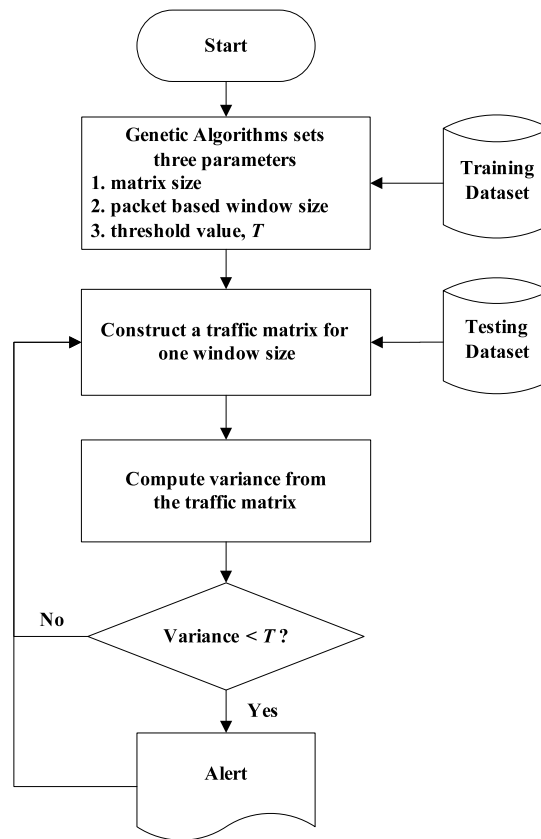 Start
Genetic Algorithms sets
three parameters
1. matrix size
2. packet based window size
3. threshold value, T
Training
Dataset
Construct a traffic matrix for
one window size
Testing
Dataset
Compute variance from
the traffic matrix
No
Variance < T ?
Yes
Alert